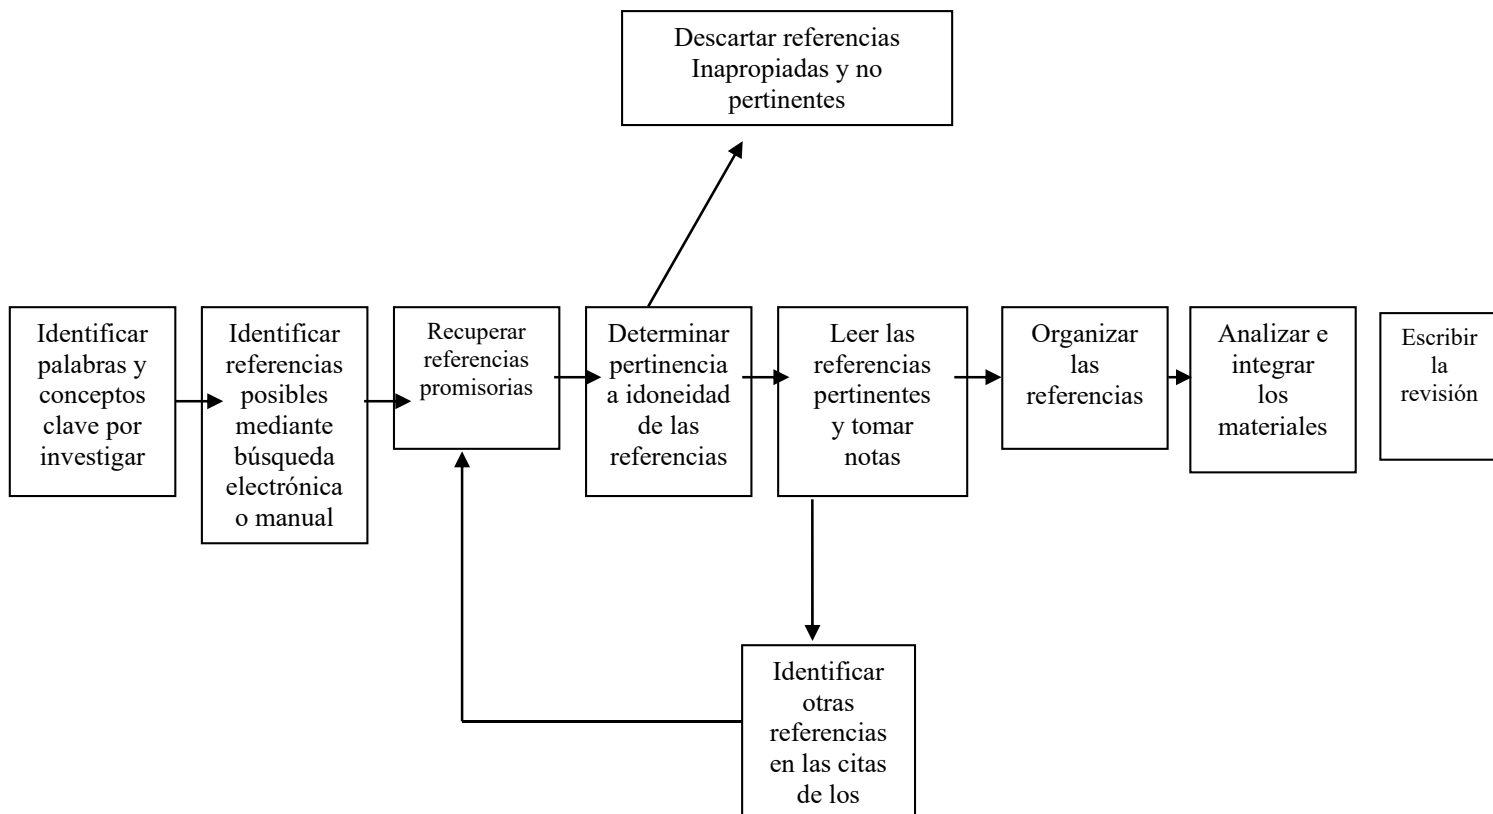 Descartar referencias
Inapropiadas y no
pertinentes
Identificar
palabras y
conceptos
clave por
investigar
Identificar
referencias
posibles
mediante
búsqueda
electrónica
o manual
Recuperar
referencias
promisorias
Determinar
pertinencia
a idoneidad
de las
referencias
Leer las
referencias
pertinentes
y tomar
notas
Organizar
las
referencias
Analizar e
integrar
los
materiales
Escribir
la
revisión
Identificar
otras
referencias
en las citas
de los